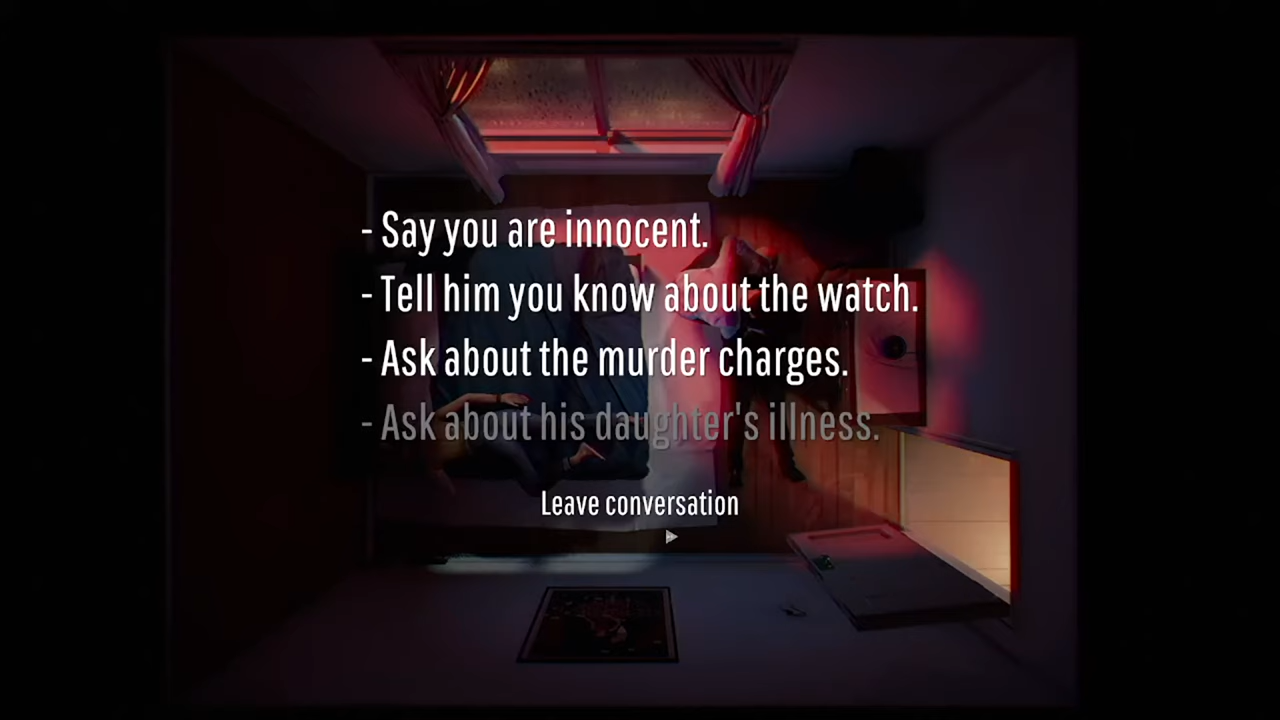 - Say you are innocent.
- Tell him you know about the watch.
- Ask about the murder charges.
- Ask about his daughter's illness.
Leave conversation